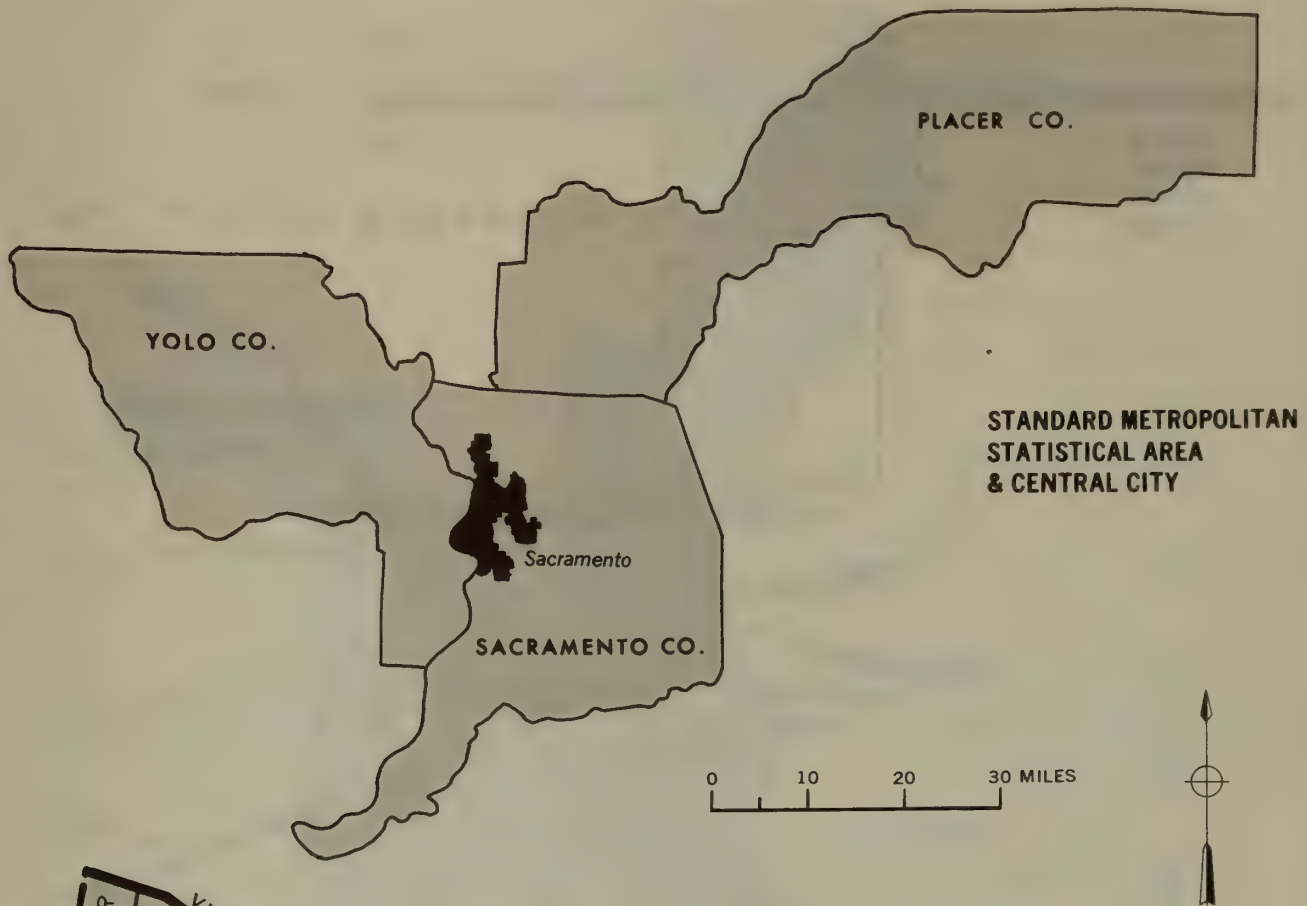 PLACER CO.
YOLO CO.
STANDARD METROPOLITAN
STATISTICAL AREA
& CENTRAL CITY
Sacramento
SACRAMENTO CO.
0 10 20 30 MILES